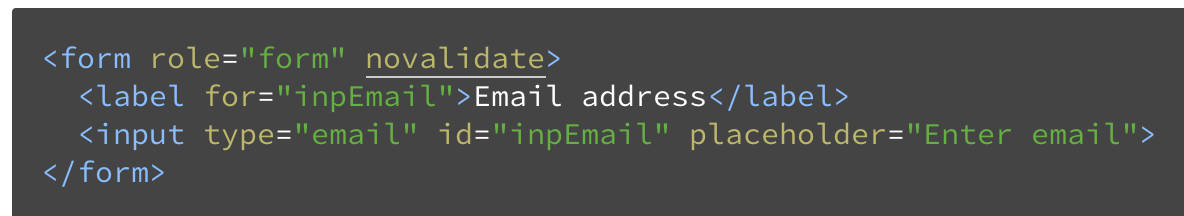 <form role="form" novalidate>
<label for="inpEmail">Email address</label>
<input type="email" id="inpEmail" placeholder="Enter email">
</form>